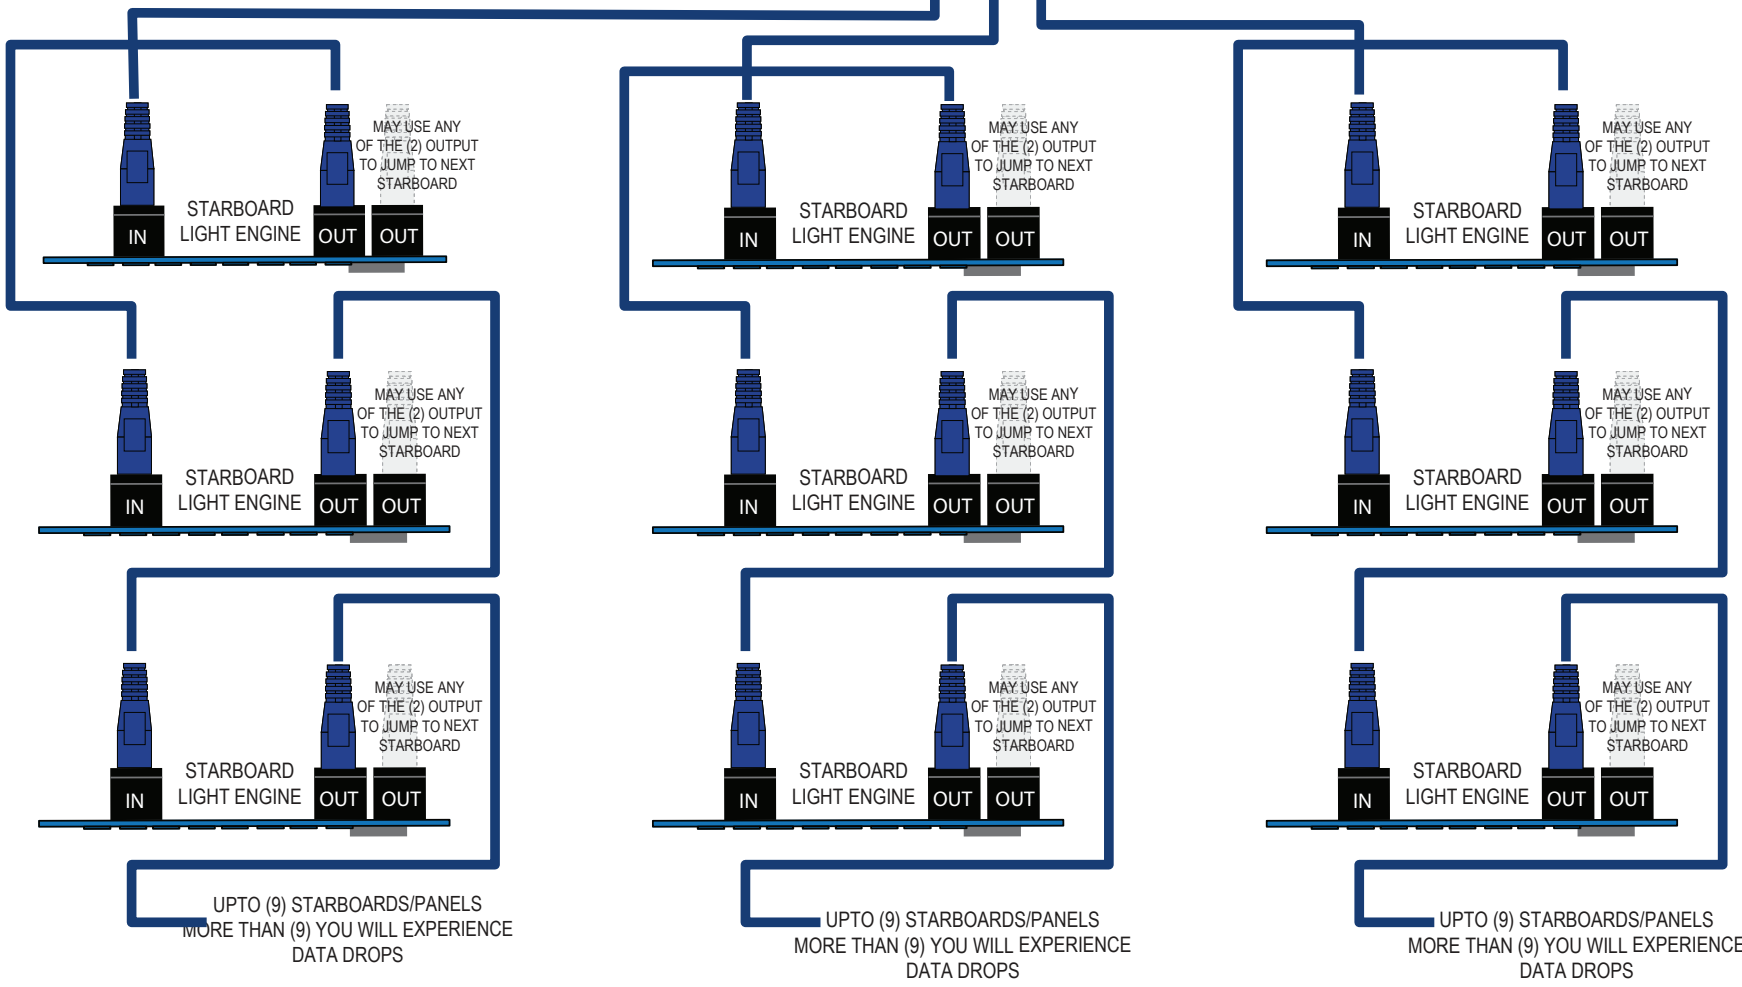 MAY USE ANY
OF THE (2) OUTPUT
TO JUMP TO NEXT
STARBOARD
STARBOARD
LIGHT ENGINE
IN
OUT
OUT
MAY USE ANY
OF THE (2) OUTPUT
TO JUMP TO NEXT
STARBOARD
STARBOARD
LIGHT ENGINE
IN
OUT
OUT
MAY USE ANY
OF THE (2) OUTPUT
TO JUMP TO NEXT
STARBOARD
STARBOARD
LIGHT ENGINE
IN
OUT
OUT
MAY USE ANY
OF THE (2) OUTPUT
TO JUMP TO NEXT
STARBOARD
STARBOARD
LIGHT ENGINE
IN
OUT
OUT
MAY USE ANY
OF THE (2) OUTPUT
TO JUMP TO NEXT
STARBOARD
STARBOARD
LIGHT ENGINE
IN
OUT
OUT
MAY USE ANY
OF THE (2) OUTPUT
TO JUMP TO NEXT
STARBOARD
STARBOARD
LIGHT ENGINE
IN
OUT
OUT
MAY USE ANY
OF THE (2) OUTPUT
TO JUMP TO NEXT
STARBOARD
STARBOARD
LIGHT ENGINE
IN
OUT
OUT
MAY USE ANY
OF THE (2) OUTPUT
TO JUMP TO NEXT
STARBOARD
STARBOARD
LIGHT ENGINE
IN
OUT
OUT
MAY USE ANY
OF THE (2) OUTPUT
TO JUMP TO NEXT
STARBOARD
STARBOARD
LIGHT ENGINE
IN
OUT
OUT
UPTO (9) STARBOARDS/PANELS
MORE THAN (9) YOU WILL EXPERIENCE
DATA DROPS
UPTO (9) STARBOARDS/PANELS
MORE THAN (9) YOU WILL EXPERIENCE
DATA DROPS
UPTO (9) STARBOARDS/PANELS
MORE THAN (9) YOU WILL EXPERIENCE
DATA DROPS